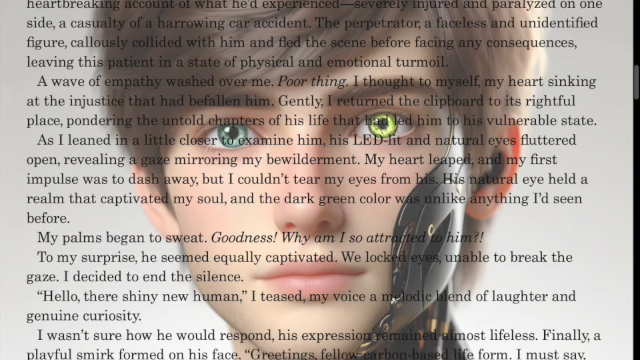 heartbreaking account of what he'd experienced—severely injured and paralyzed on one
side, a casualty of a harrowing car accident. The perpetrator, a faceless and unidentified
figure, callously collided with him and fled the scene before facing any consequences,
leaving this patient in a state of physical and emotional turmoil.
A wave of empathy washed over me. Poor thing. I thought to myself, my heart sinking
at the injustice that had befallen him. Gently, I returned the clipboard to its rightful
place, pondering the untold chapters of his life that had led him to his vulnerable state.
As I leaned in a little closer to examine him, his LED-lit and natural eyes fluttered
open, revealing a gaze mirroring my bewilderment. My heart leaped, and my first
impulse was to dash away, but I couldn't tear my eyes from his. His natural eye held a
realm that captivated my soul, and the dark green color was unlike anything I'd seen
before.
My palms began to sweat. Goodness! Why am I so attracted to him?!
To my surprise, he seemed equally captivated. We locked eyes, unable to break the
gaze. I decided to end the silence.
“Hello, there shiny new human,” I teased, my voice a melodic blend of laughter and
genuine curiosity.
I wasn't sure how he would respond, his expression remained almost lifeless. Finally, a
playful smirk formed on his face. “Greetings, fellow carbon-based life form. I must say,